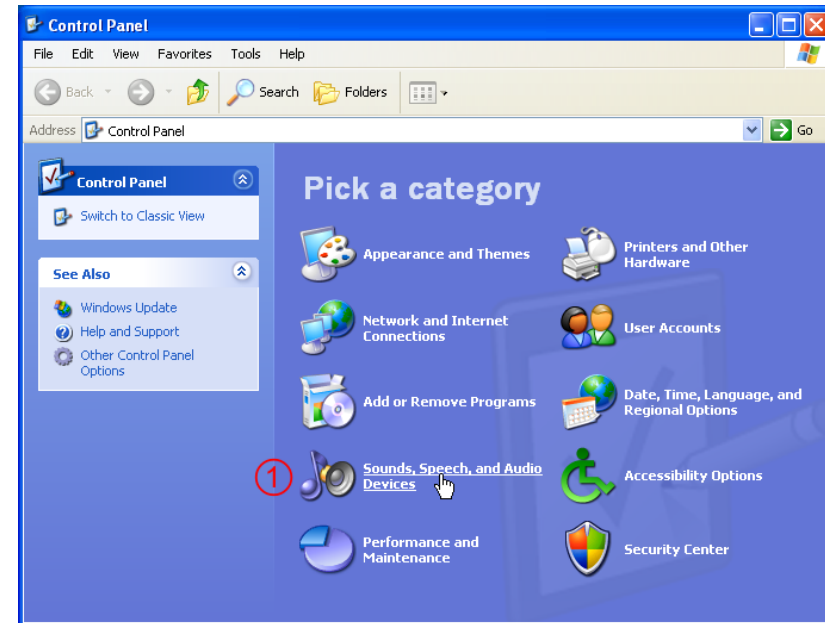 Control Panel
File Edit View Favorites Tools Help
Back Search Folders
Address Control Panel Go
Control Panel
Switch to Classic View
See Also
Windows Update
Help and Support
Other Control Panel
Options
Pick a category
Appearance and Themes
Printers and Other
Hardware
Network and Internet
Connections
User Accounts
Add or Remove Programs
Date, Time, Language, and
Regional Options
1
Sounds, Speech, and Audio
Devices
Accessibility Options
Performance and
Maintenance
Security Center